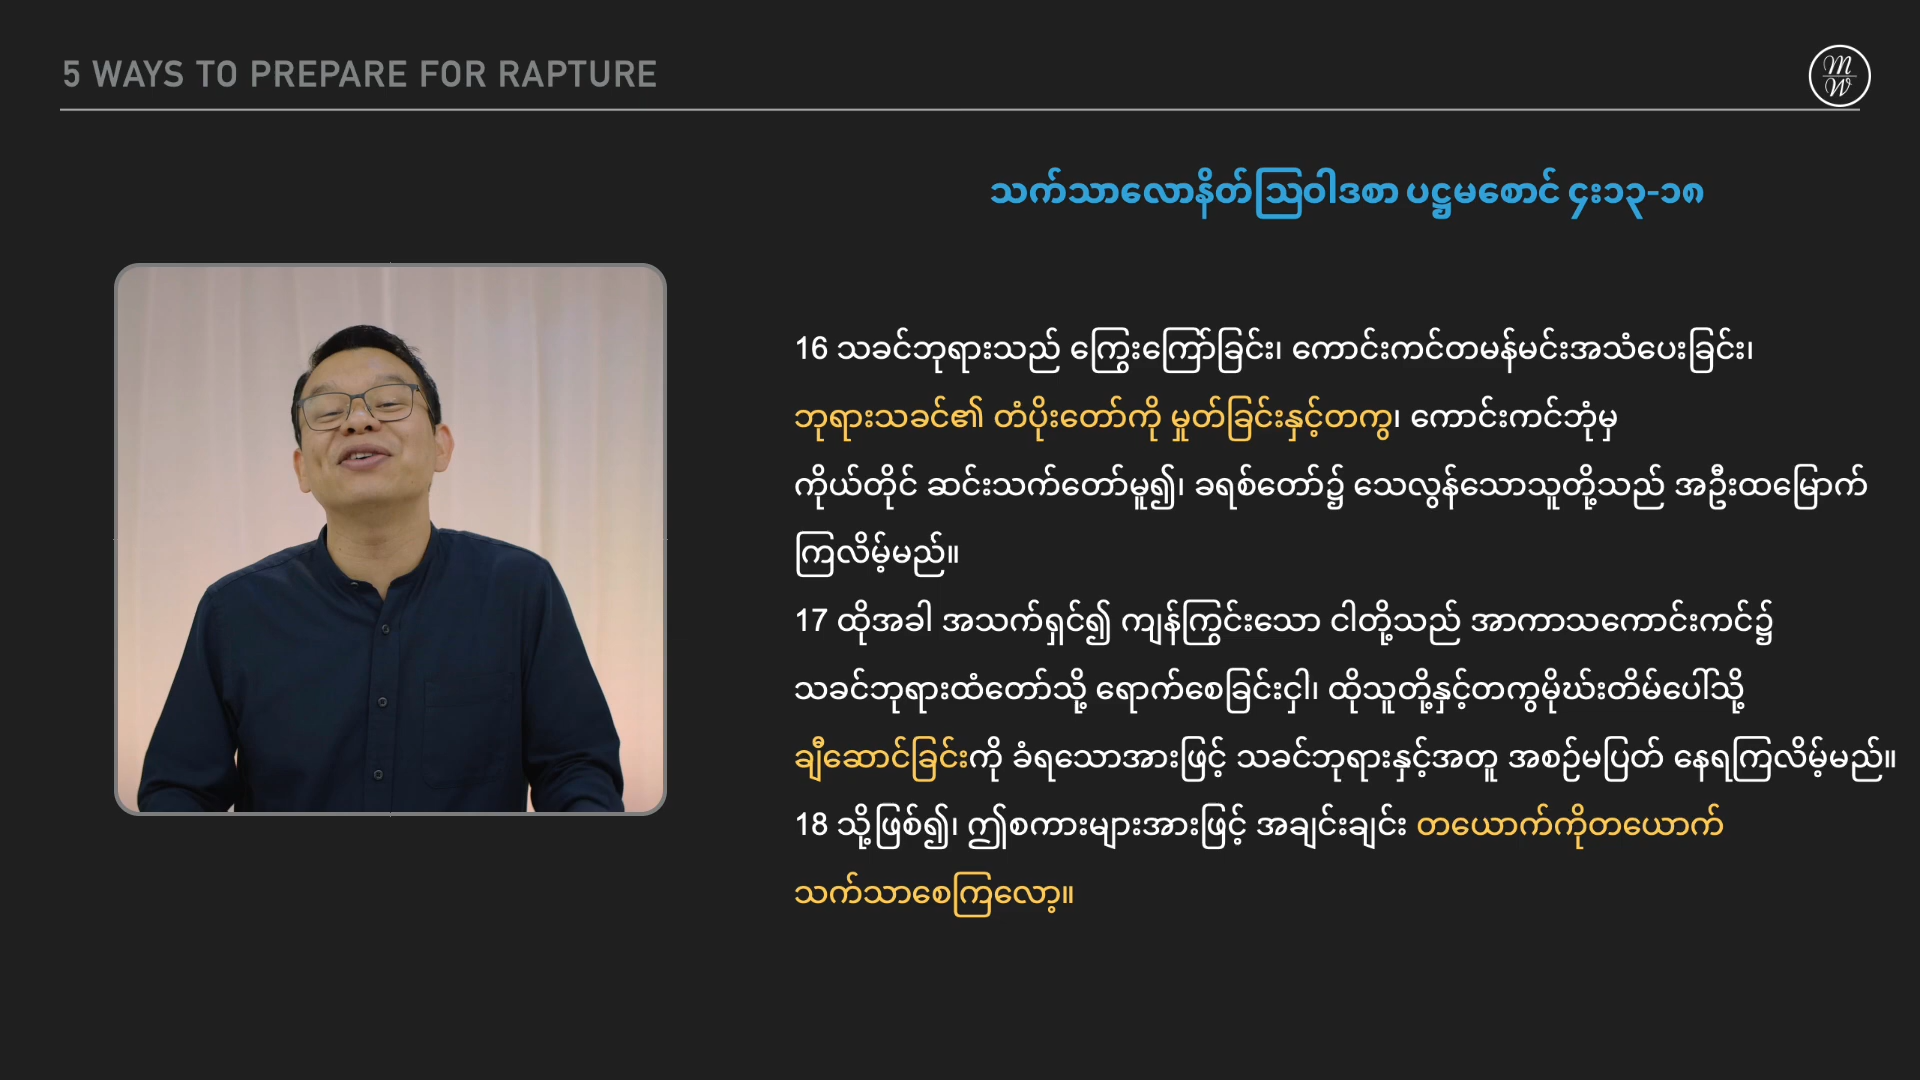 5 WAYS TO PREPARE FOR RAPTURE
M
W
သက်သာလောနိတ်ဩဝါဒစာ ပဌမစောင် ၄း၁၃-၁၈
16 သခင်ဘုရားသည် ကြွေးကြော်ခြင်း၊ ကောင်းကင်တမန်မင်းအသံပေးခြင်း၊
ဘုရားသခင်၏ တံပိုးတော်ကို မှုတ်ခြင်းနှင့်တကွ၊ ကောင်းကင်ဘုံမှ
ကိုယ်တိုင် ဆင်းသက်တော်မူ၍၊ ခရစ်တော်၌ သေလွန်သောသူတို့သည် အဦးထမြောက်
ကြလိမ့်မည်။
17 ထိုအခါ အသက်ရှင်၍ ကျန်ကြွင်းသော ငါတို့သည် အာကာသကောင်းကင်၌
သခင်ဘုရားထံတော်သို့ ရောက်စေခြင်းငှါ၊ ထိုသူတို့နှင့်တကွမိုဃ်းတိမ်ပေါ်သို့
ချီဆောင်ခြင်းကို ခံရသောအားဖြင့် သခင်ဘုရားနှင့်အတူ အစဉ်မပြတ် နေရကြလိမ့်မည်။
18 သို့ဖြစ်၍၊ ဤစကားများအားဖြင့် အချင်းချင်း တယောက်ကိုတယောက်
သက်သာစေကြလော့။